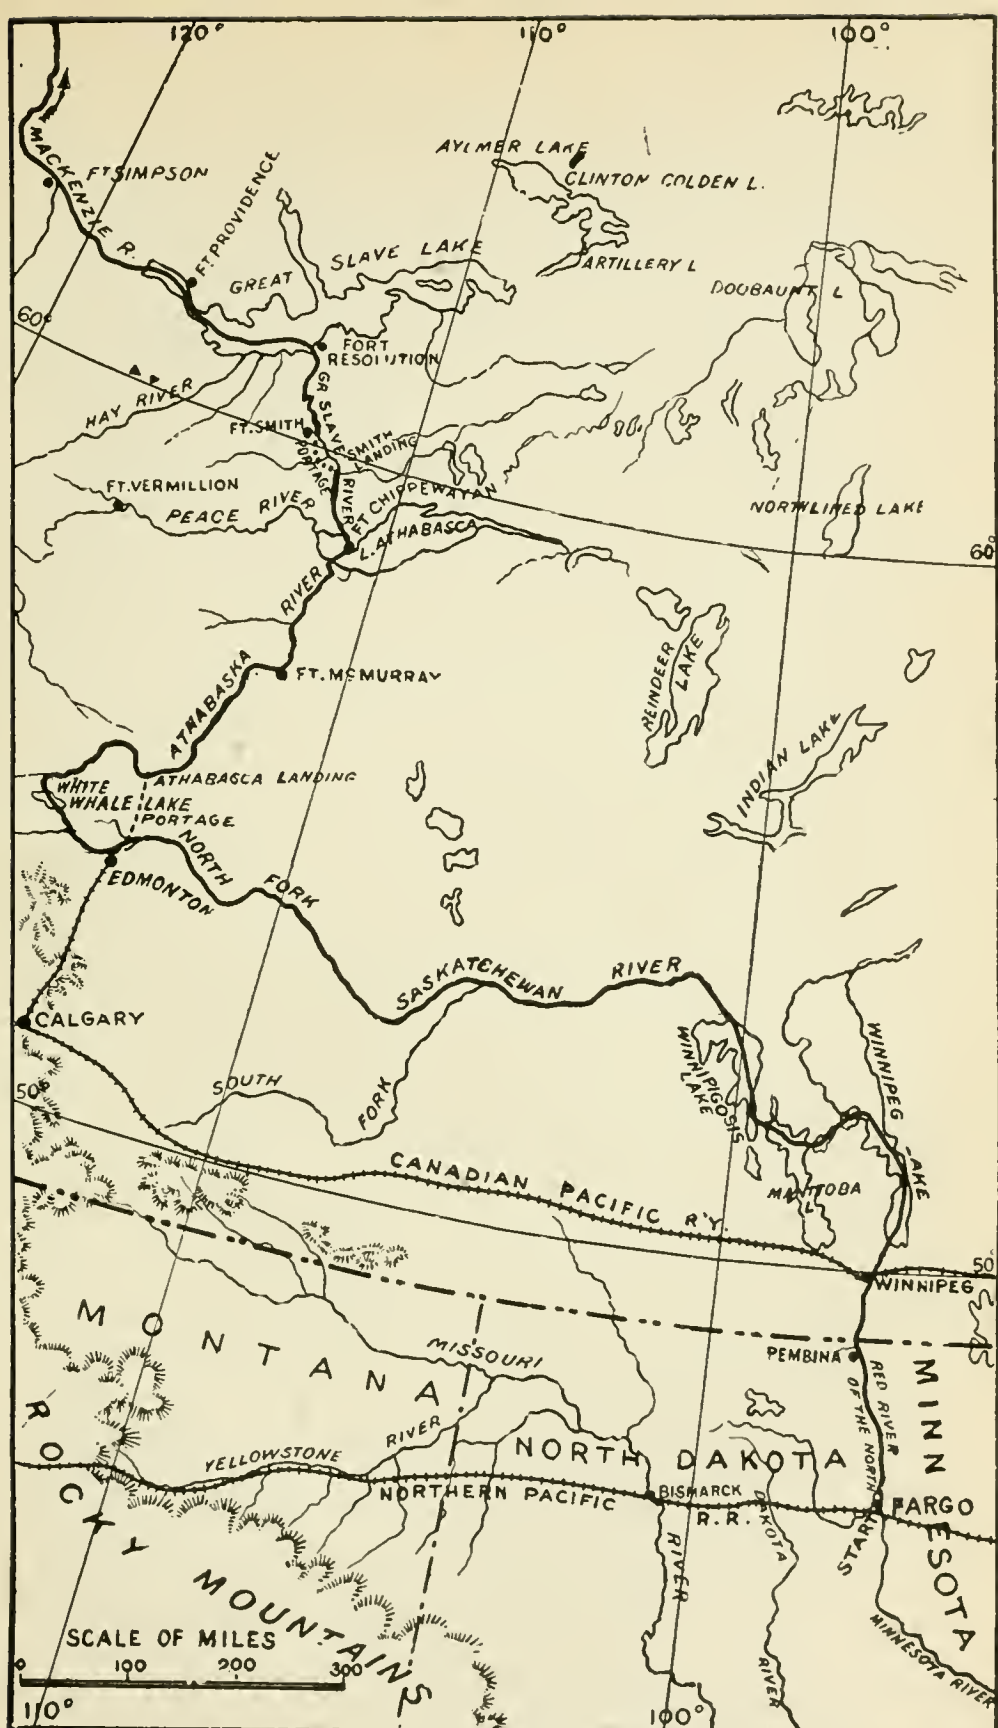 120°
110°
100°
AYLMER LAKE
CLINTON COLDEN L.
ARTILLERY L
MACKENZIE R.
FT SIMPSON
FT. PROVIDENCE
GREAT SLAVE LAKE
DOUBAUNT L
60°
FORT
RESOLUTION
HAY RIVER
GR. SLAVE RIVER
FT. SMITH
SMITH
LANDING
PORTAGE
FT. VERMILLION
PEACE RIVER
FT CHIPPEWAYAN
L. ATHABASCA
NORTHLINED LAKE
60°
ATHABASKA RIVER
FT. MCMURRAY
REINDEER
LAKE
INDIAN LAKE
WHITE
WHALE LAKE
ATHABASCA LANDING
PORTAGE
EDMONTON
NORTH FORK
SASKATCHEWAN RIVER
CALGARY
WINNIPIGOSIS
LAKE
WINNIPEG LAKE
50°
SOUTH FORK
CANADIAN PACIFIC R'Y.
MANITOBA
L
50
WINNIPEG
MONTANA
MISSOURI
PEMBINA
RED RIVER
OF THE NORTH
MINNESOTA
YELLOWSTONE RIVER
NORTH DAKOTA
NORTHERN PACIFIC
R.R.
BISMARCK
FARGO
START
RIVER
DAKOTA
RIVER
MINNESOTA RIVER
ROCKY MOUNTAINS
SCALE OF MILES
0 100 200 300
110°
100°